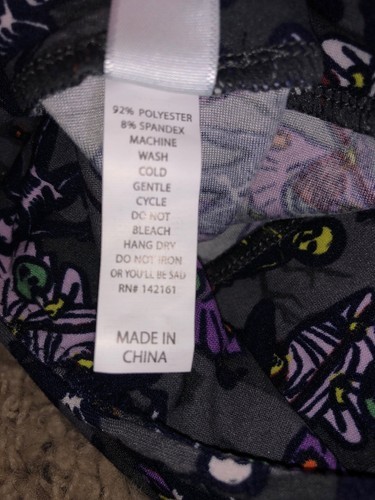 92% POLYESTER
8% SPANDEX
MACHINE
WASH
COLD
GENTLE
CYCLE
DO NOT
BLEACH
HANG DRY
DO NOT IRON
OR YOU'LL BE SAD
RN# 142161
MADE IN
CHINA